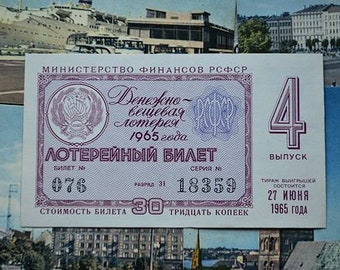 МИНИСТЕРСТВО ФИНАНСОВ РСФСР
Денежно-
вещевая
лотерея
1965 года
РСФСР
ЛОТЕРЕЙНЫЙ БИЛЕТ
БИЛЕТ № СЕРИЯ №
076 РАЗРЯД 31 18359
СТОИМОСТЬ БИЛЕТА 30 ТРИДЦАТЬ КОПЕЕК
4
ВЫПУСК
ТИРАЖ ВЫИГРЫШЕЙ
СОСТОИТСЯ
27 ИЮНЯ
1965 ГОДА